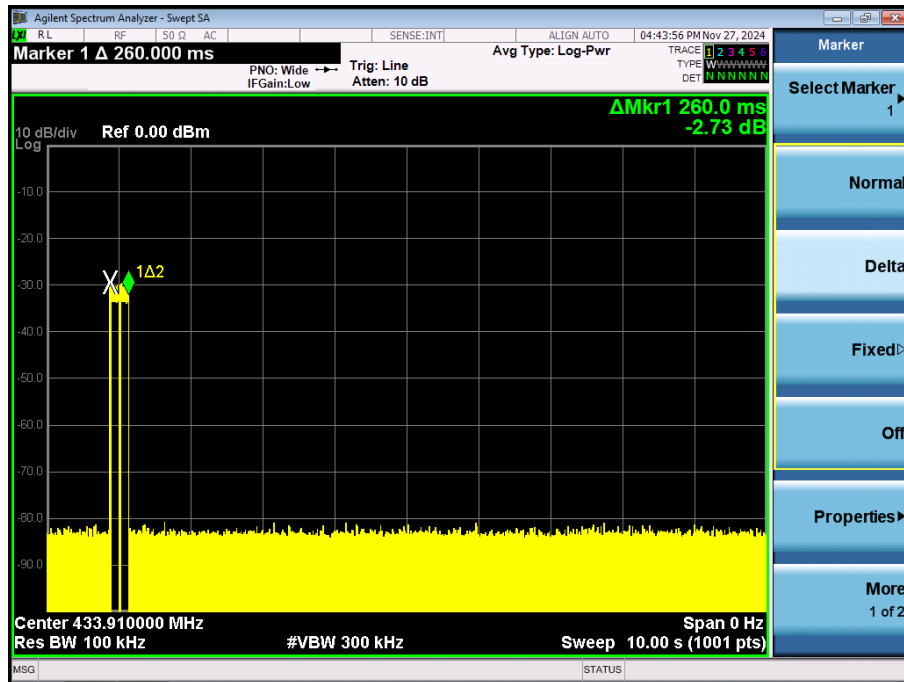 Agilent Spectrum Analyzer - Swept SA
LXI RL RF 50 Ω AC SENSE:INT ALIGN AUTO 04:43:56 PM Nov 27, 2024
Marker 1 Δ 260.000 ms
PNO: Wide
IFGain:Low
Trig: Line
Atten: 10 dB
Avg Type: Log-Pwr
TRACE 1 2 3 4 5 6
TYPE WWWWWW
DET N N N N N N
ΔMkr1 260.0 ms
-2.73 dB
10 dB/div Ref 0.00 dBm
Log
-10.0
-20.0
-30.0
-40.0
-50.0
-60.0
-70.0
-80.0
-90.0
1Δ2
Center 433.910000 MHz Span 0 Hz
Res BW 100 kHz #VBW 300 kHz Sweep 10.00 s (1001 pts)
MSG STATUS
Marker
Select Marker
1
Normal
Delta
Fixed
Off
Properties
More
1 of 2